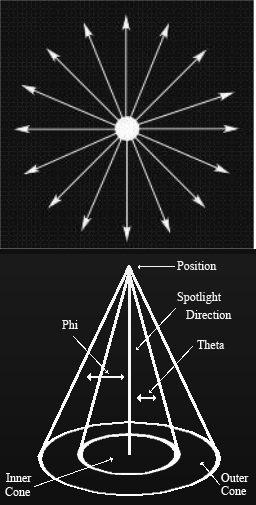 Position
Spotlight
Direction
Phi
Theta
Inner
Cone
Outer
Cone